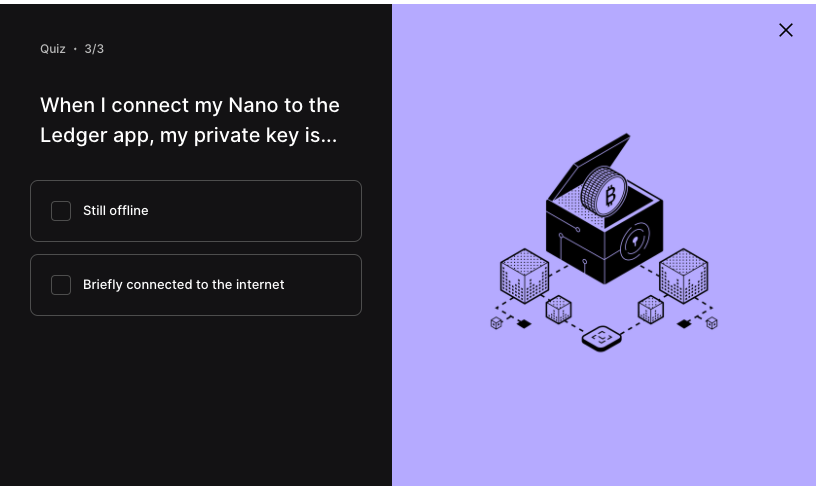 Quiz · 3/3
When I connect my Nano to the
Ledger app, my private key is...
Still offline
Briefly connected to the internet